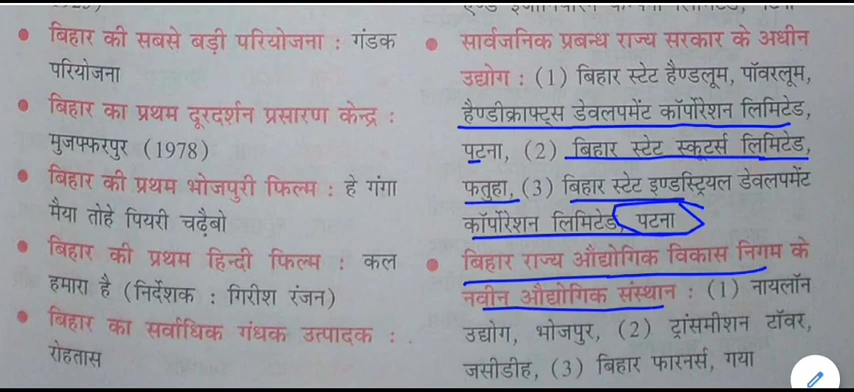 बिहार की सबसे बड़ी परियोजना : गंडक
परियोजना
बिहार का प्रथम दूरदर्शन प्रसारण केन्द्र :
मुजफ्फरपुर (1978)
बिहार की प्रथम भोजपुरी फिल्म : हे गंगा
मैया तोहे पियरी चढ़ैबो
बिहार की प्रथम हिन्दी फिल्म : कल
हमारा है (निर्देशक : गिरीश रंजन)
बिहार का सर्वाधिक गंधक उत्पादक :
रोहतास
सार्वजनिक प्रबन्ध राज्य सरकार के अधीन
उद्योग : (1) बिहार स्टेट हैण्डलूम, पॉवरलूम,
हैण्डीक्राफ्ट्स डेवलपमेंट कॉर्पोरेशन लिमिटेड,
पटना, (2) बिहार स्टेट स्कूटर्स लिमिटेड,
फतुहा, (3) बिहार स्टेट इण्डस्ट्रियल डेवलपमेंट
कॉर्पोरेशन लिमिटेड, पटना
बिहार राज्य औद्योगिक विकास निगम के
नवीन औद्योगिक संस्थान : (1) नायलॉन
उद्योग, भोजपुर, (2) ट्रांसमीशन टॉवर,
जसीडीह, (3) बिहार फारनर्स, गया